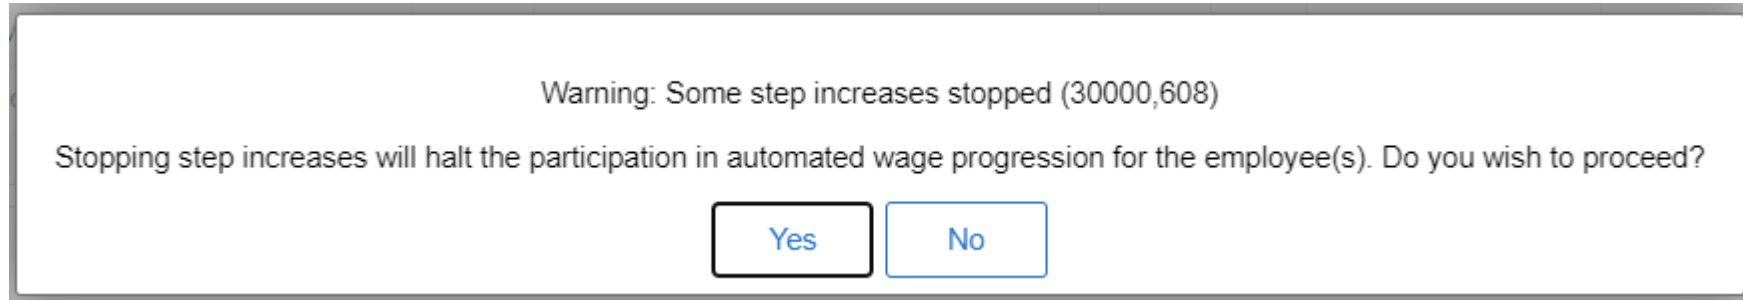 Warning: Some step increases stopped (30000,608)
Stopping step increases will halt the participation in automated wage progression for the employee(s). Do you wish to proceed?
Yes No